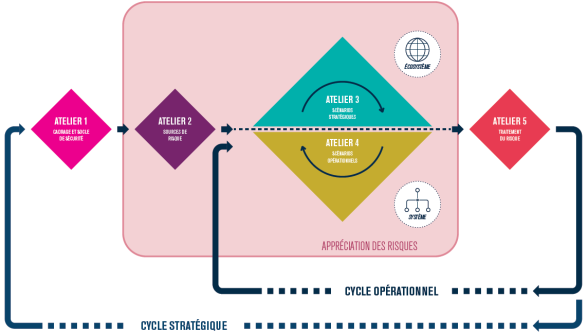 ÉCOSYSTÈME
ATELIER 1
CADRAGE ET SOCLE
DE SÉCURITÉ
ATELIER 2
SOURCES DE
RISQUE
ATELIER 3
SCÉNARIOS
STRATÉGIQUES
ATELIER 4
SCÉNARIOS
OPÉRATIONNELS
ATELIER 5
TRAITEMENT
DU RISQUE
SYSTÈME
APPRÉCIATION DES RISQUES
CYCLE OPÉRATIONNEL
CYCLE STRATÉGIQUE